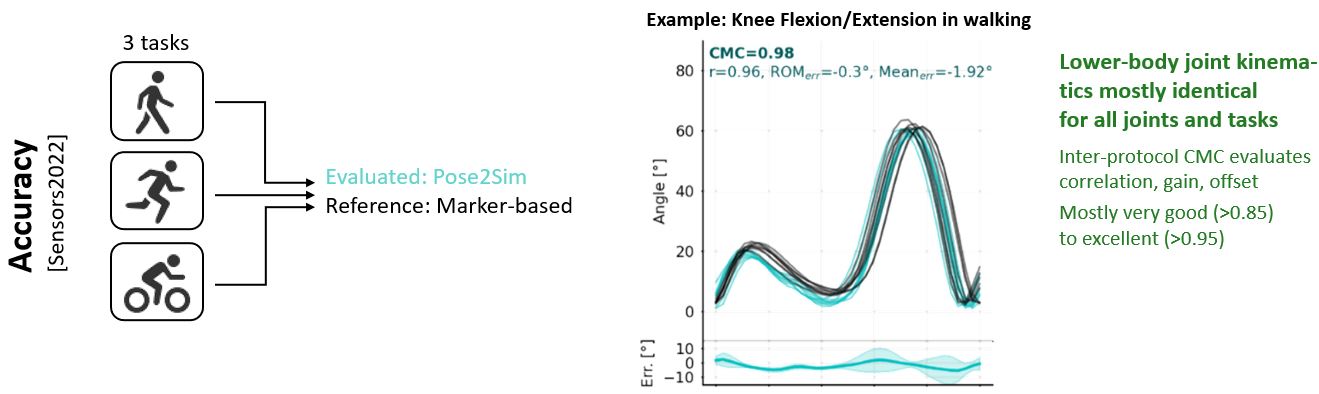 Accuracy
[Sensors2022]
3 tasks
Evaluated: Pose2Sim
Reference: Marker-based
Example: Knee Flexion/Extension in walking
CMC=0.98
r=0.96, ROMerr=-0.3°, Meanerr=-1.92°
Angle [°]
80
60
40
20
0
Err. [°]
10
0
−10
Lower-body joint kinema-
tics mostly identical
for all joints and tasks
Inter-protocol CMC evaluates
correlation, gain, offset
Mostly very good (>0.85)
to excellent (>0.95)